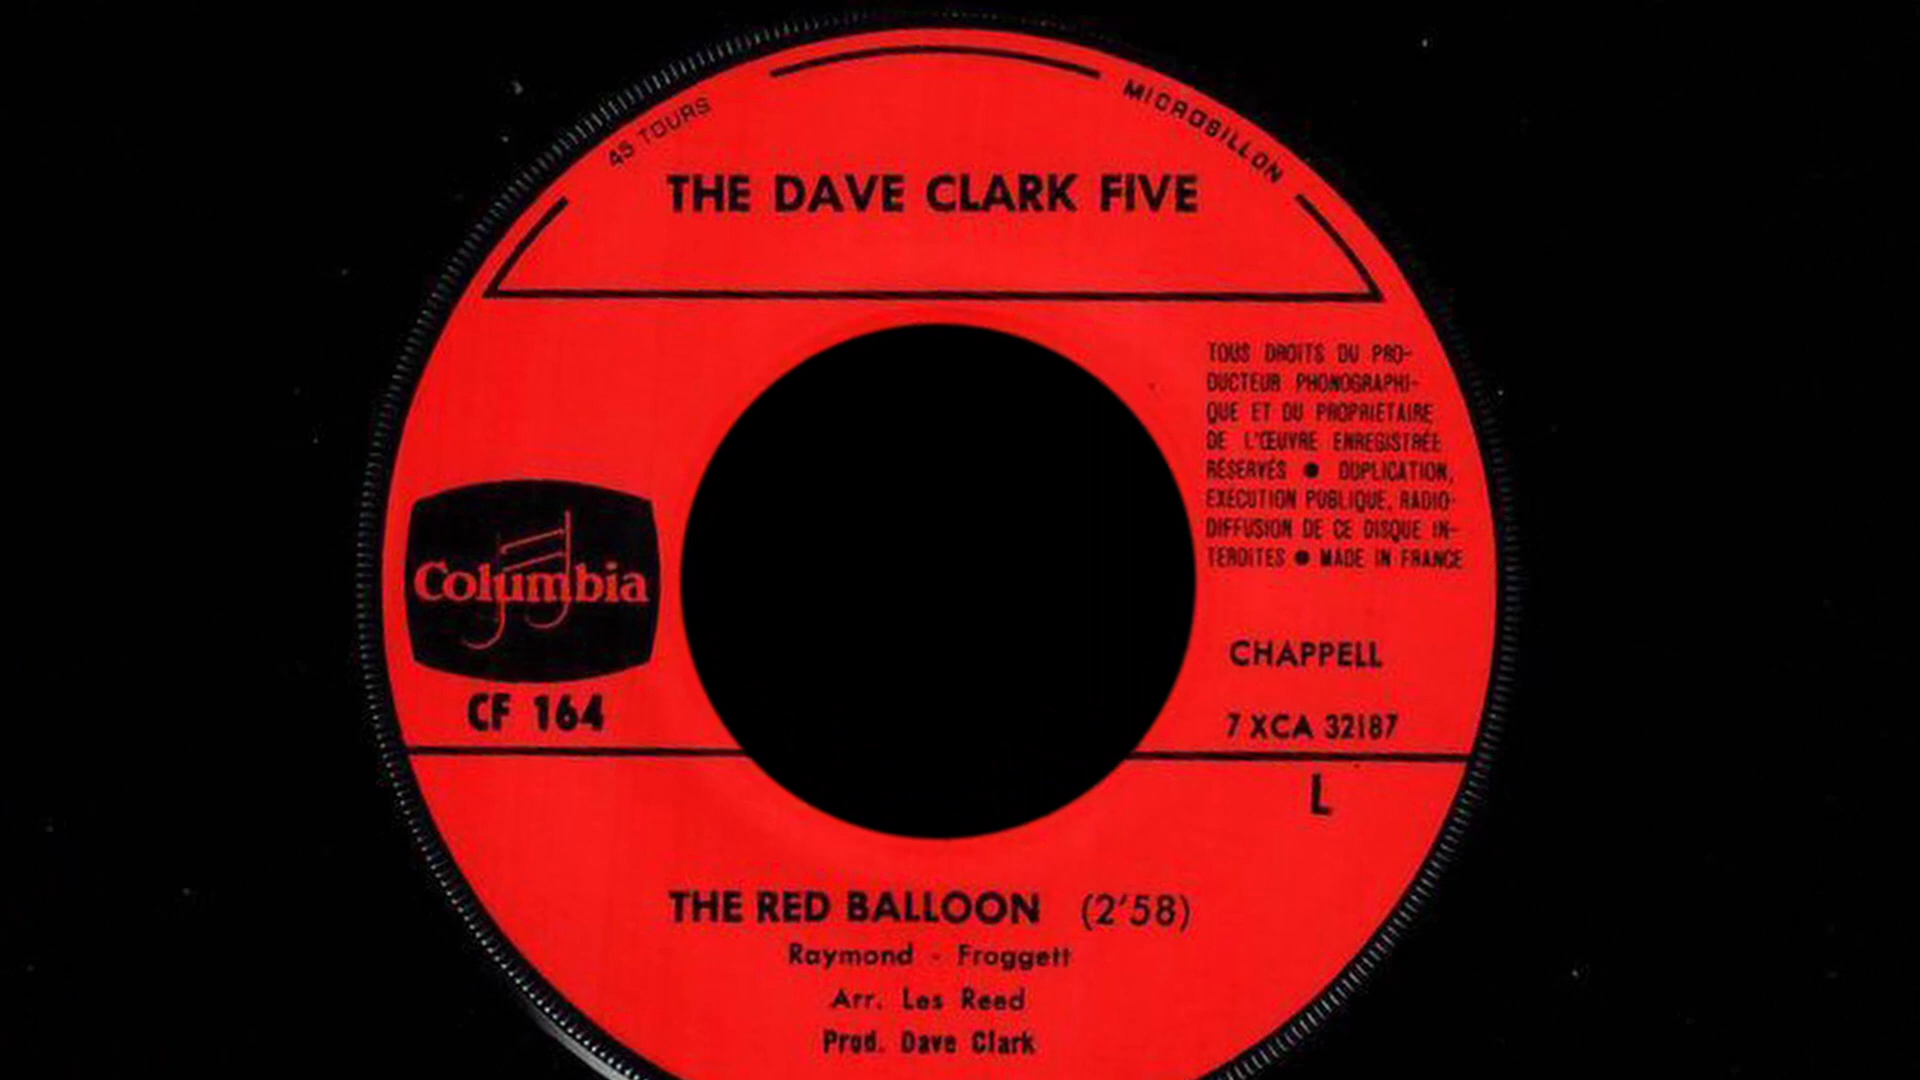 45 TOURS
MICROSILLON
THE DAVE CLARK FIVE
TOUS DROITS DU PRO-
DUCTEUR PHONOGRAPHI-
QUE ET DU PROPRIETAIRE
DE L'ŒUVRE ENREGISTRÉE
RÉSERVÉS ● DUPLICATION,
EXÉCUTION PUBLIQUE, RADIO-
DIFFUSION DE CE DISQUE IN-
TERDITES ● MADE IN FRANCE
Columbia
CF 164
CHAPPELL
7 XCA 32187
L
THE RED BALLOON (2'58)
Raymond - Froggett
Arr. Les Reed
Prod. Dave Clark